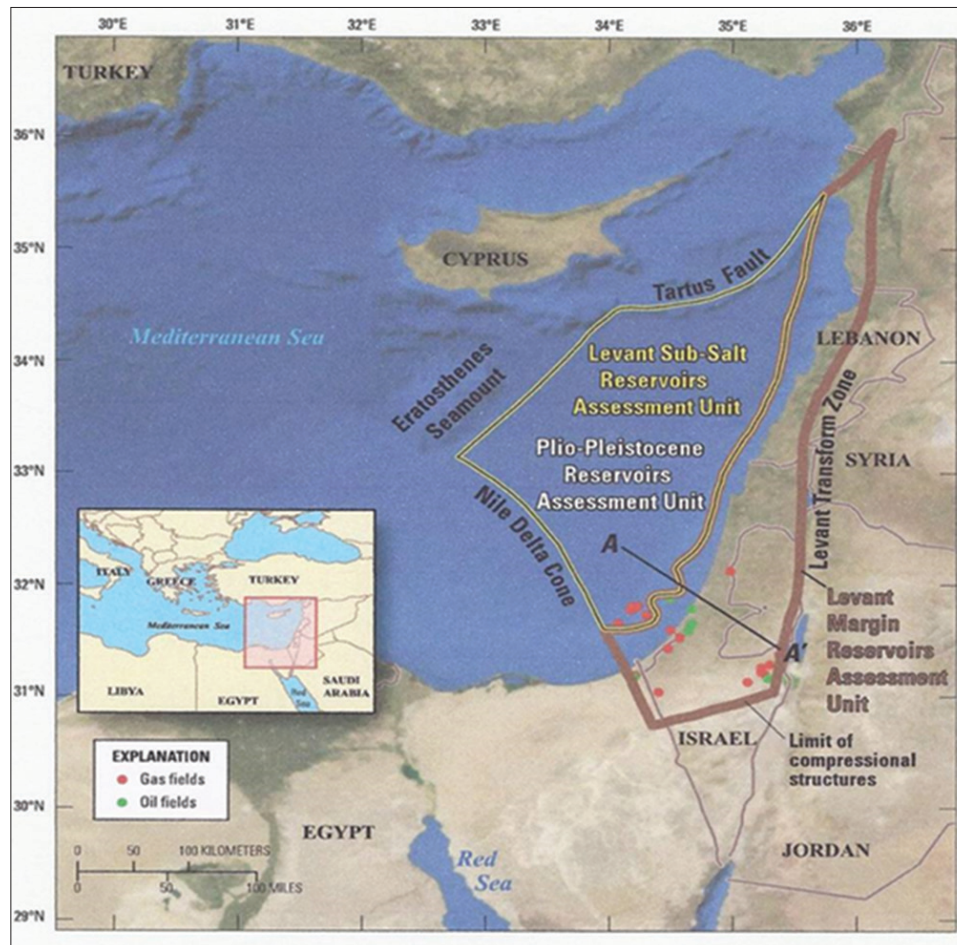 30°E 31°E 32°E 33°E 34°E 35°E 36°E
TURKEY
36°N
35°N
CYPRUS
Tartus Fault
Mediterranean Sea
34°N
LEBANON
Levant Sub-Salt
Reservoirs
Assessment Unit
Eratosthenes
Seamount
Levant Transform Zone
33°N
Plio-Pleistocene
Reservoirs
Assessment Unit
SYRIA
Nile Delta Cone
A
32°N
ITALY
GREECE
TURKEY
Mediterranean Sea
LIBYA
EGYPT
Red
Sea
SAUDI
ARABIA
Levant
Margin
Reservoirs
Assessment
Unit
A'
31°N
ISRAEL
Limit of
compressional
structures
EXPLANATION
Gas fields
Oil fields
30°N
EGYPT
JORDAN
0 50 100 KILOMETERS
0 50 100 MILES
Red
Sea
29°N